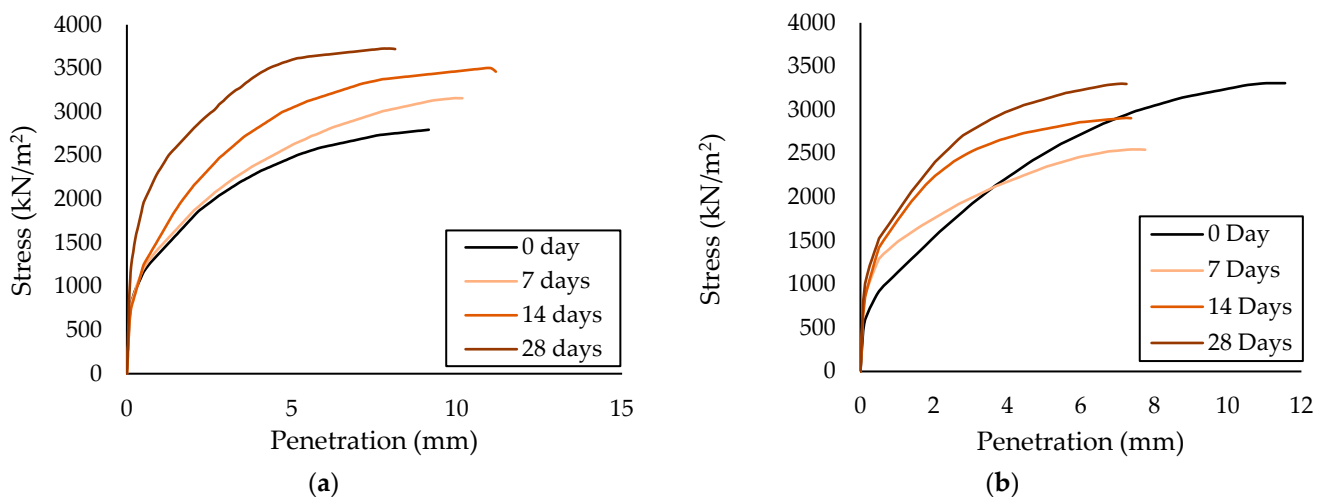 4000
3500
3000
2500
2000
1500
1000
500
0
Stress (kN/m²)
0 day
7 days
14 days
28 days
0 5 10 15
Penetration (mm)
(a)
4000
3500
3000
2500
2000
1500
1000
500
0
Stress (kN/m²)
0 Day
7 Days
14 Days
28 Days
0 2 4 6 8 10 12
Penetration (mm)
(b)